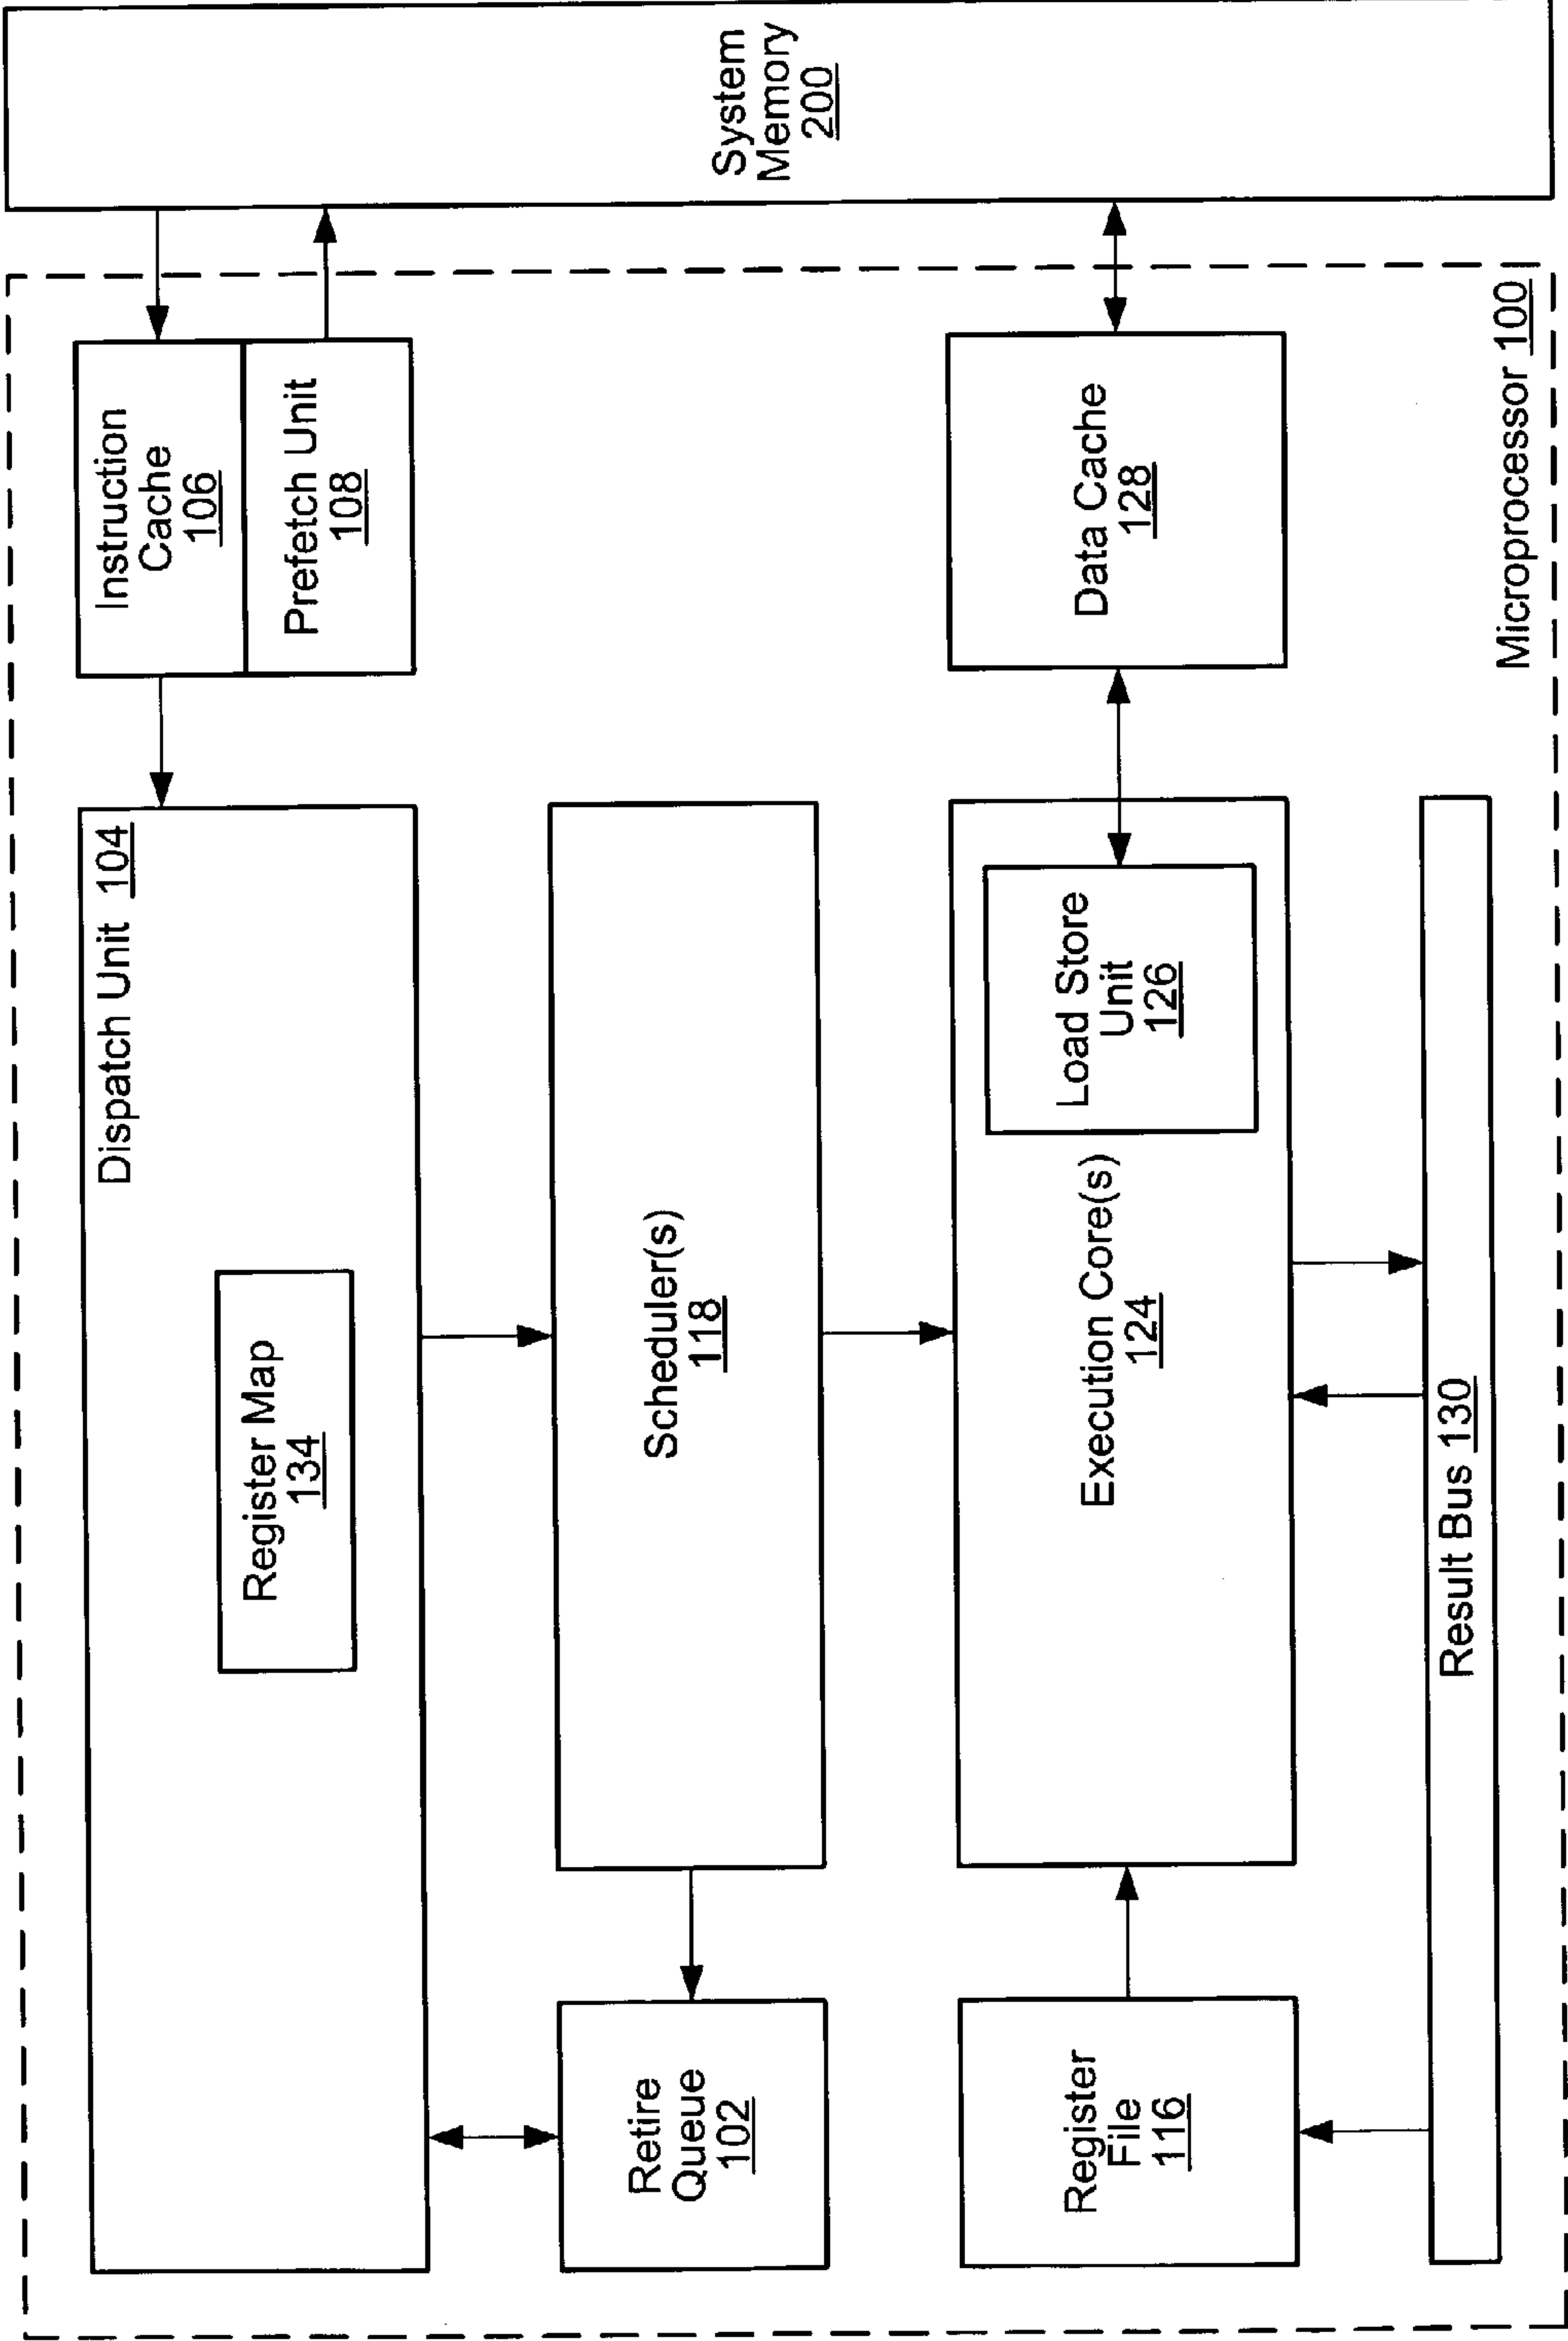 System
Memory
200
Instruction
Cache
106
Prefetch Unit
108
Data Cache
128
Microprocessor 100
Dispatch Unit 104
Register Map
134
Scheduler(s)
118
Load Store
Unit
126
Execution Core(s)
124
Result Bus 130
Retire
Queue
102
Register
File
116